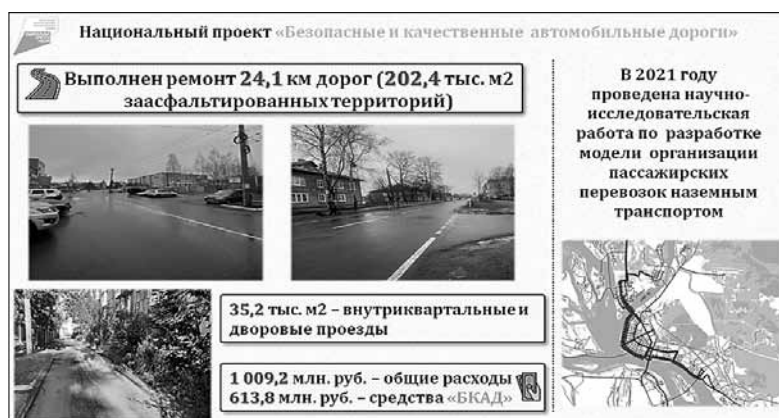 Национальный проект «Безопасные и качественные автомобильные дороги»
Выполнен ремонт 24,1 км дорог (202,4 тыс. м2
заасфальтированных территорий)
35,2 тыс. м2 – внутриквартальные и
дворовые проезды
1 009,2 млн. руб. – общие расходы
613,8 млн. руб. – средства «БКАД»
В 2021 году
проведена научно-
исследовательская
работа по разработке
модели организации
пассажирских
перевозок наземным
транспортом